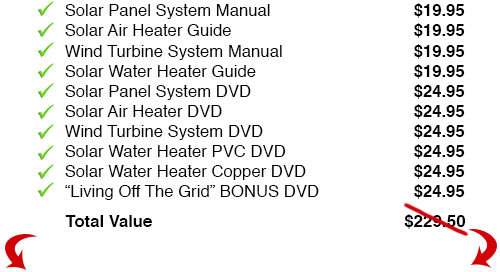 Solar Panel System Manual $19.95
Solar Air Heater Guide $19.95
Wind Turbine System Manual $19.95
Solar Water Heater Guide $19.95
Solar Panel System DVD $24.95
Solar Air Heater DVD $24.95
Wind Turbine System DVD $24.95
Solar Water Heater PVC DVD $24.95
Solar Water Heater Copper DVD $24.95
“Living Off The Grid” BONUS DVD $24.95
Total Value $229.50